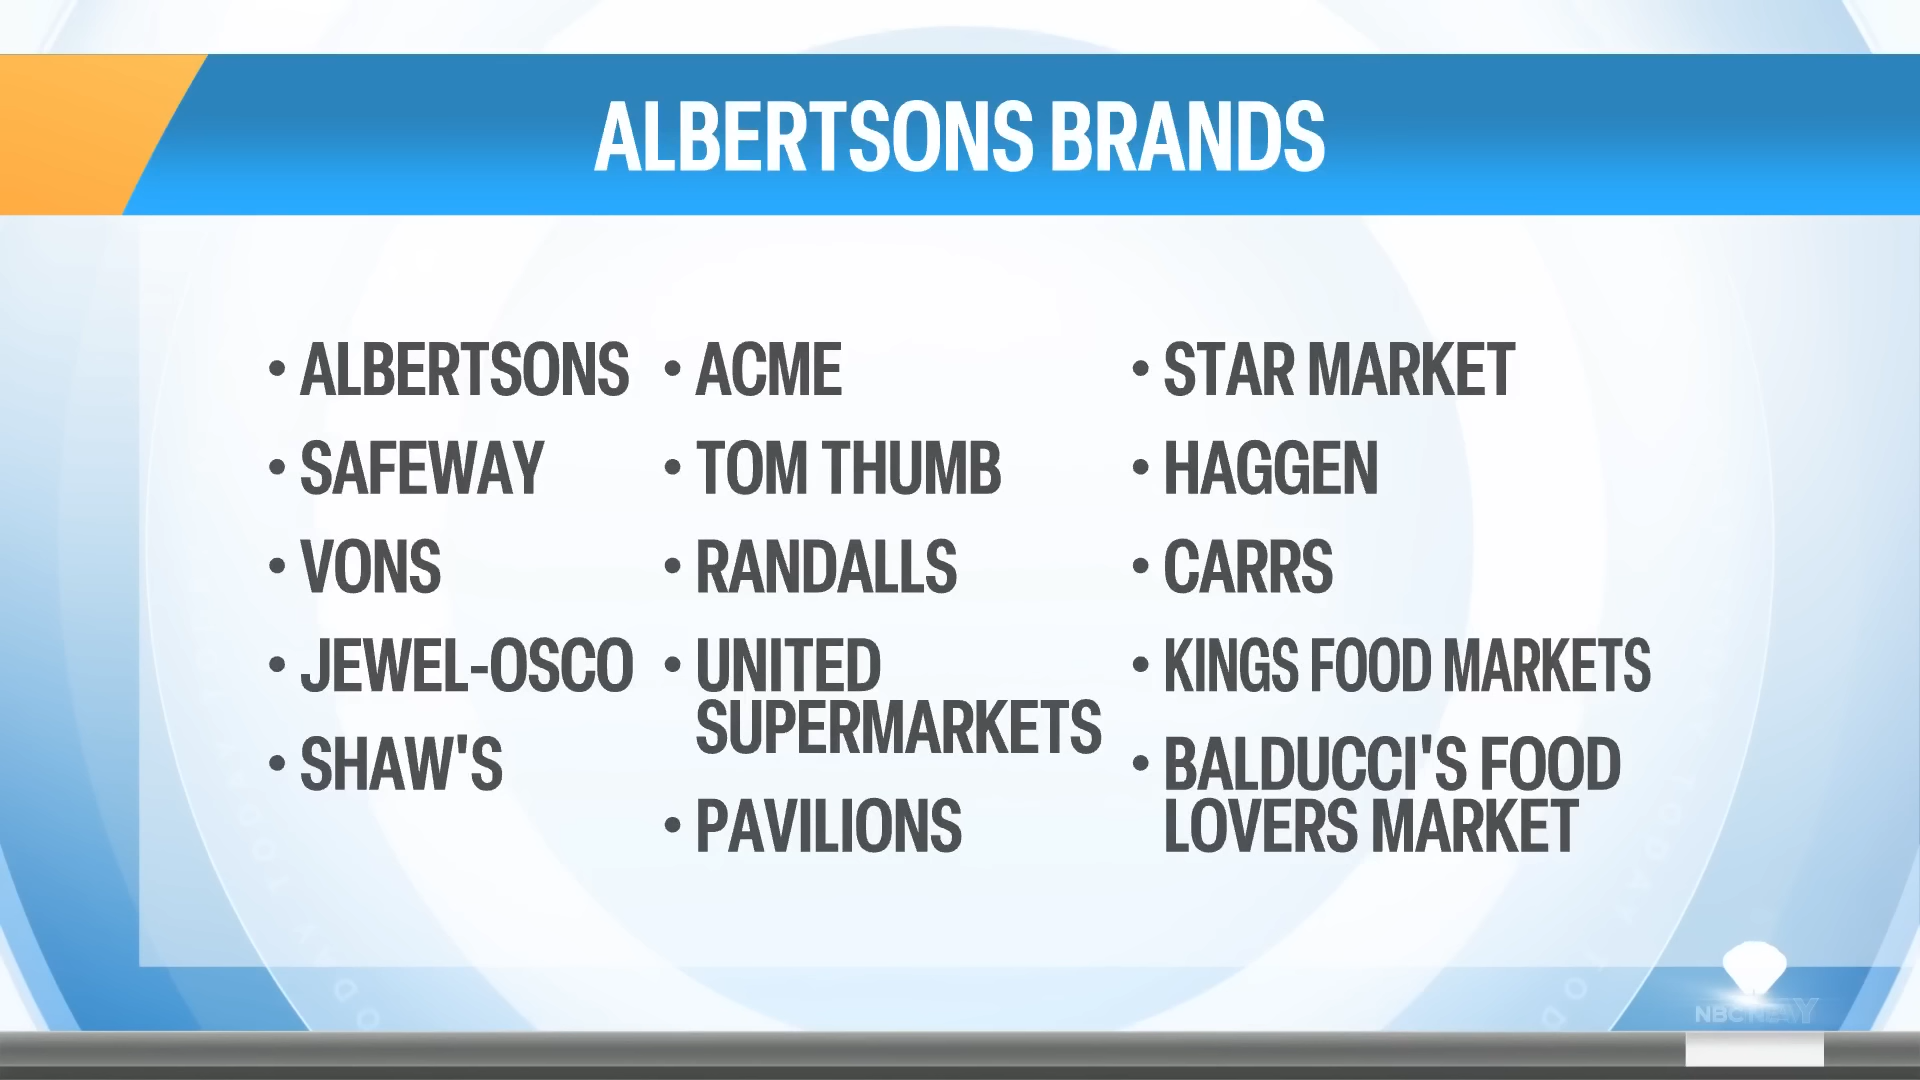 ALBERTSONS BRANDS
• ALBERTSONS
• SAFEWAY
• VONS
• JEWEL-OSCO
• SHAW'S
• ACME
• TOM THUMB
• RANDALLS
• UNITED
SUPERMARKETS
• PAVILIONS
• STAR MARKET
• HAGGEN
• CARRS
• KINGS FOOD MARKETS
• BALDUCCI'S FOOD
LOVERS MARKET
NBC